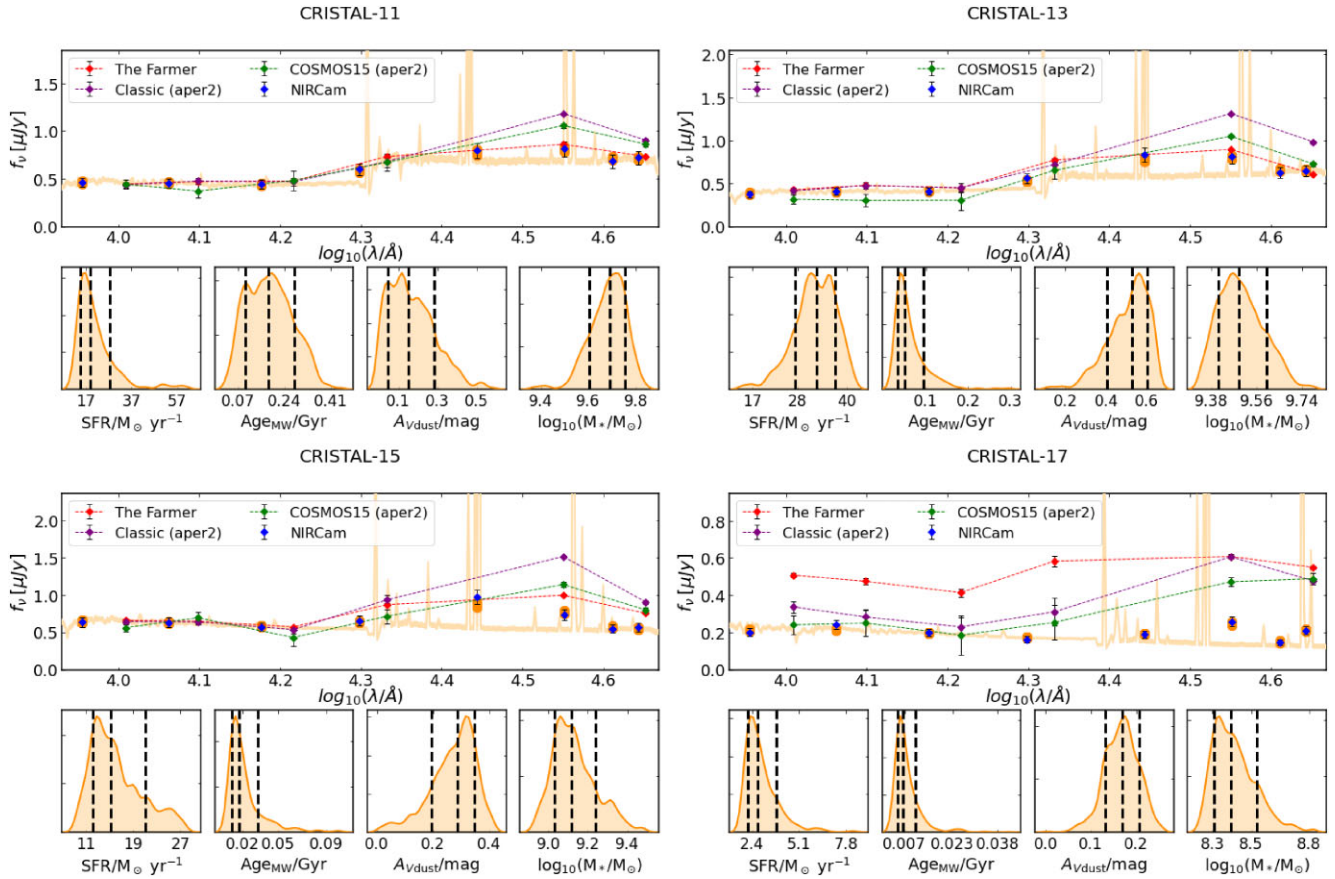 CRISTAL-11
The Farmer
Classic (aper2)
COSMOS15 (aper2)
NIRCam
fν [μJy]
1.5
1.0
0.5
0.0
4.0 4.1 4.2 4.3 4.4 4.5 4.6
log10(λ/Å)
17 37 57
SFR/M⊙ yr−1
0.07 0.24 0.41
AgeMW/Gyr
0.1 0.3 0.5
AVdust/mag
9.4 9.6 9.8
log10(M*/M⊙)
CRISTAL-13
The Farmer
Classic (aper2)
COSMOS15 (aper2)
NIRCam
fν [μJy]
2.0
1.5
1.0
0.5
0.0
4.0 4.1 4.2 4.3 4.4 4.5 4.6
log10(λ/Å)
17 28 40
SFR/M⊙ yr−1
0.0 0.1 0.2 0.3
AgeMW/Gyr
0.2 0.4 0.6
AVdust/mag
9.38 9.56 9.74
log10(M*/M⊙)
CRISTAL-15
The Farmer
Classic (aper2)
COSMOS15 (aper2)
NIRCam
fν [μJy]
2.0
1.5
1.0
0.5
0.0
4.0 4.1 4.2 4.3 4.4 4.5 4.6
log10(λ/Å)
11 19 27
SFR/M⊙ yr−1
0.02 0.05 0.09
AgeMW/Gyr
0.0 0.2 0.4
AVdust/mag
9.0 9.2 9.4
log10(M*/M⊙)
CRISTAL-17
The Farmer
Classic (aper2)
COSMOS15 (aper2)
NIRCam
fν [μJy]
0.8
0.6
0.4
0.2
0.0
4.0 4.1 4.2 4.3 4.4 4.5 4.6
log10(λ/Å)
2.4 5.1 7.8
SFR/M⊙ yr−1
0.007 0.023 0.038
AgeMW/Gyr
0.0 0.1 0.2
AVdust/mag
8.3 8.5 8.8
log10(M*/M⊙)